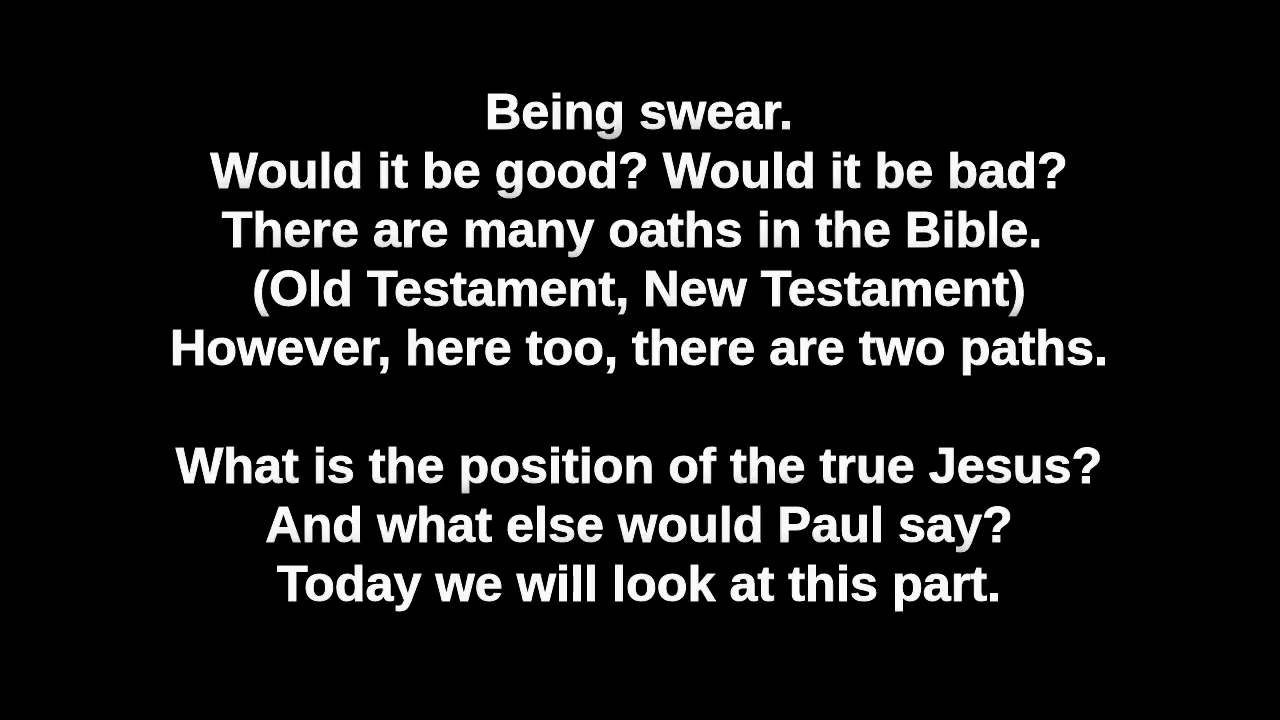 Being swear.
Would it be good? Would it be bad?
There are many oaths in the Bible.
(Old Testament, New Testament)
However, here too, there are two paths.
What is the position of the true Jesus?
And what else would Paul say?
Today we will look at this part.